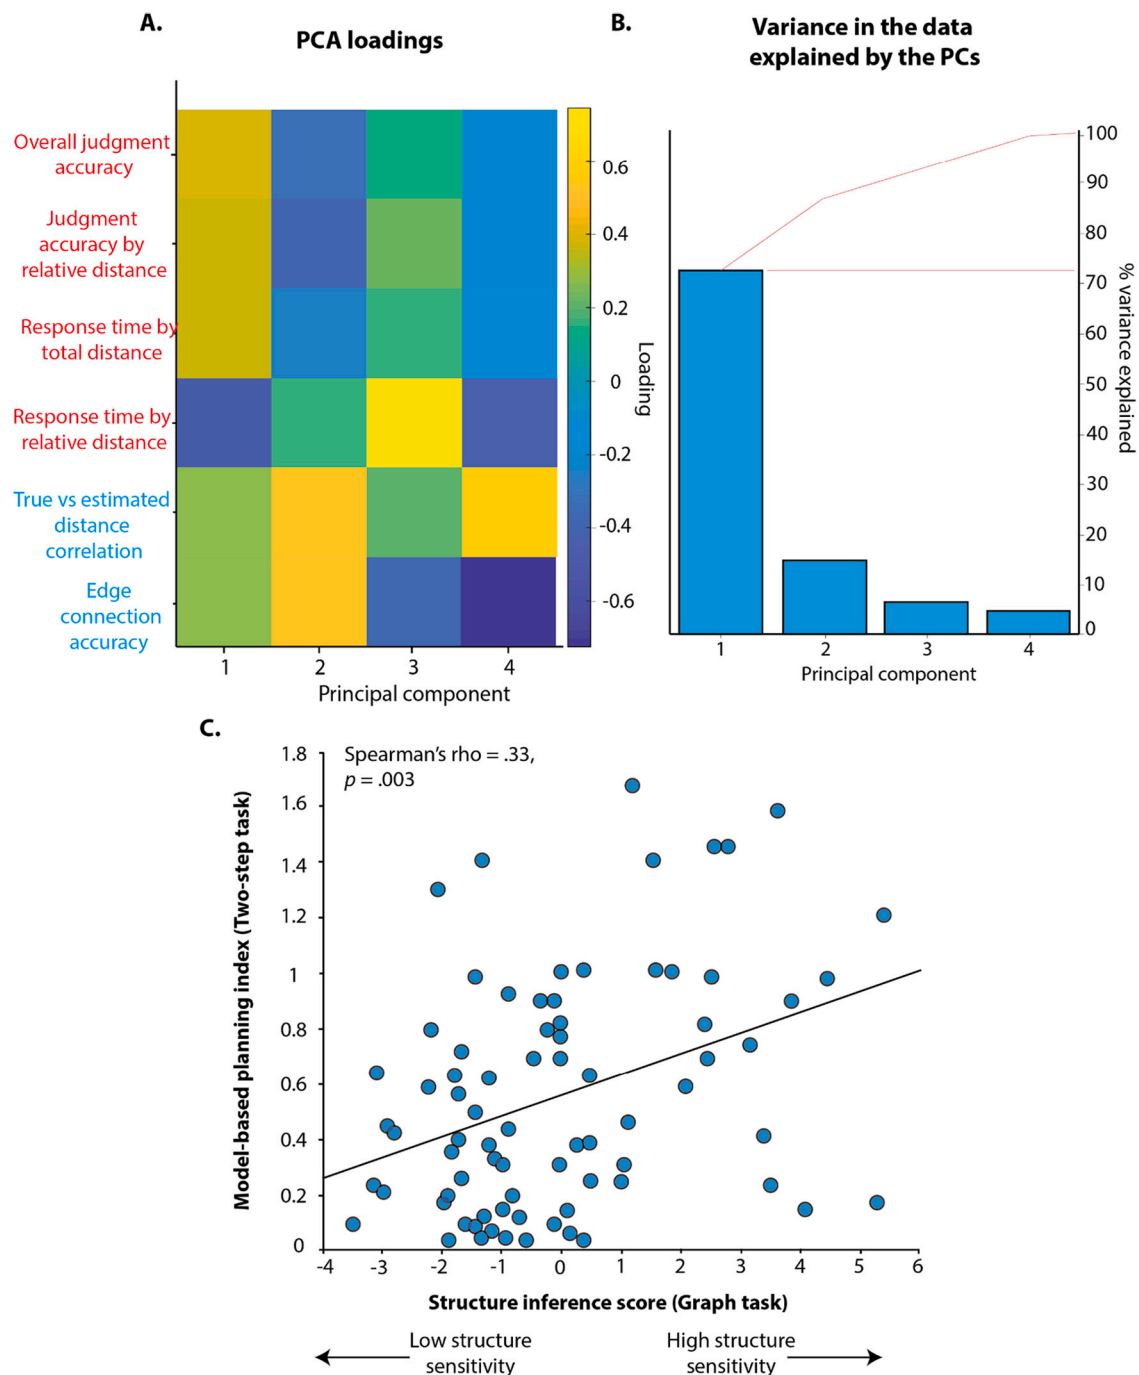 A.
PCA loadings
Overall judgment
accuracy
Judgment
accuracy by
relative distance
Response time by
total distance
Response time by
relative distance
True vs estimated
distance
correlation
Edge
connection
accuracy
0.6
0.4
0.2
0
-0.2
-0.4
-0.6
Loading
1 2 3 4
Principal component
B.
Variance in the data
explained by the PCs
100
90
80
70
60
50
40
30
20
10
0
% variance explained
1 2 3 4
Principal component
C.
Spearman's rho = .33,
p = .003
Model-based planning index (Two-step task)
1.8
1.6
1.4
1.2
1
0.8
0.6
0.4
0.2
0
-4 -3 -2 -1 0 1 2 3 4 5 6
Structure inference score (Graph task)
Low structure
sensitivity
High structure
sensitivity